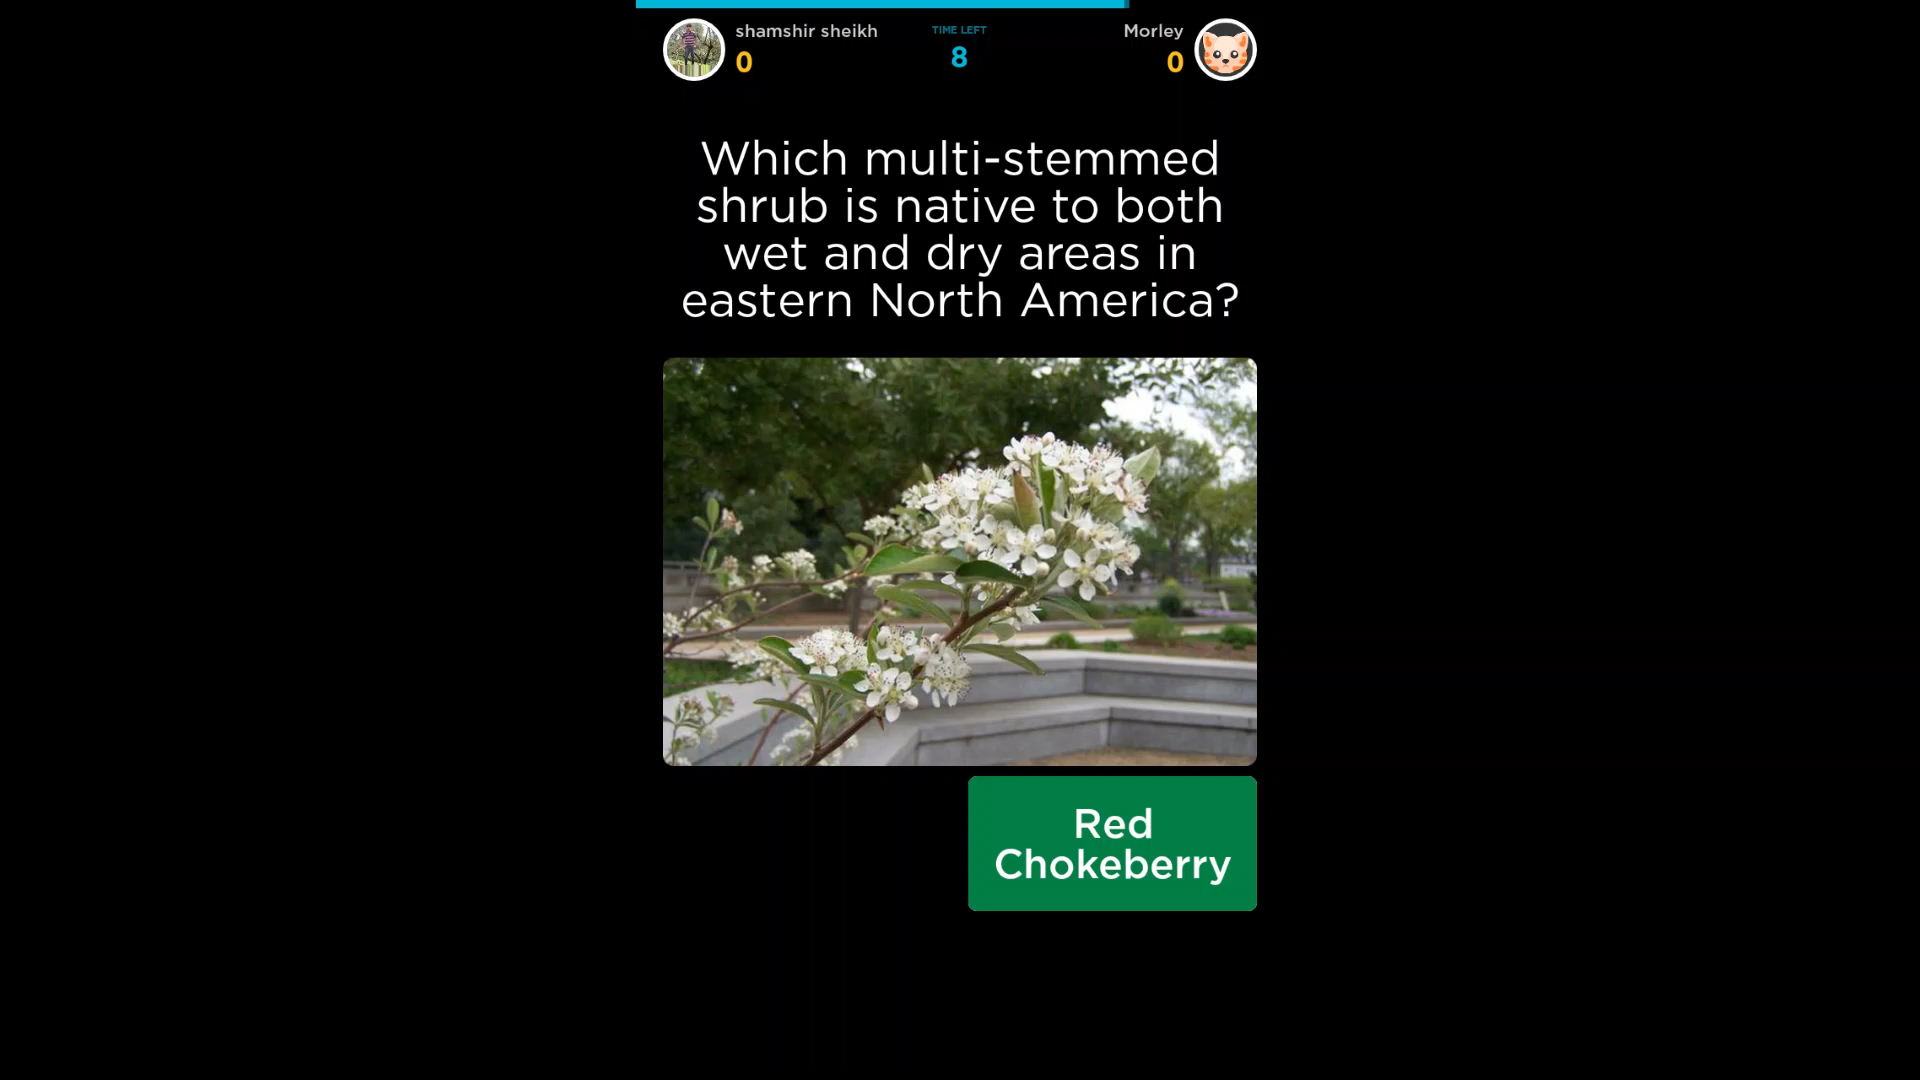 shamshir sheikh
0
TIME LEFT
8
Morley
0
Which multi-stemmed
shrub is native to both
wet and dry areas in
eastern North America?
Red
Chokeberry